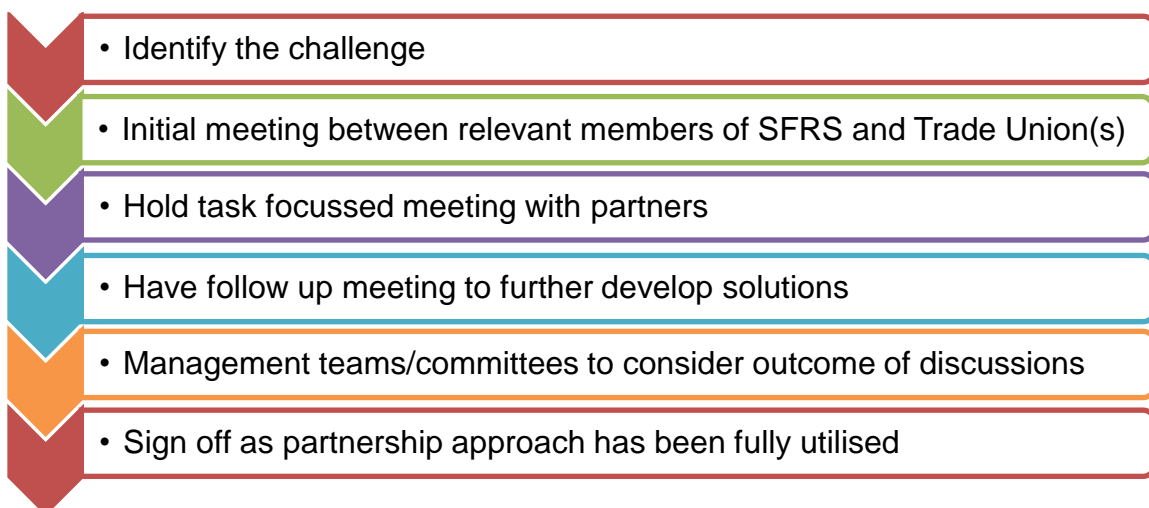 • Identify the challenge
• Initial meeting between relevant members of SFRS and Trade Union(s)
• Hold task focussed meeting with partners
• Have follow up meeting to further develop solutions
• Management teams/committees to consider outcome of discussions
• Sign off as partnership approach has been fully utilised